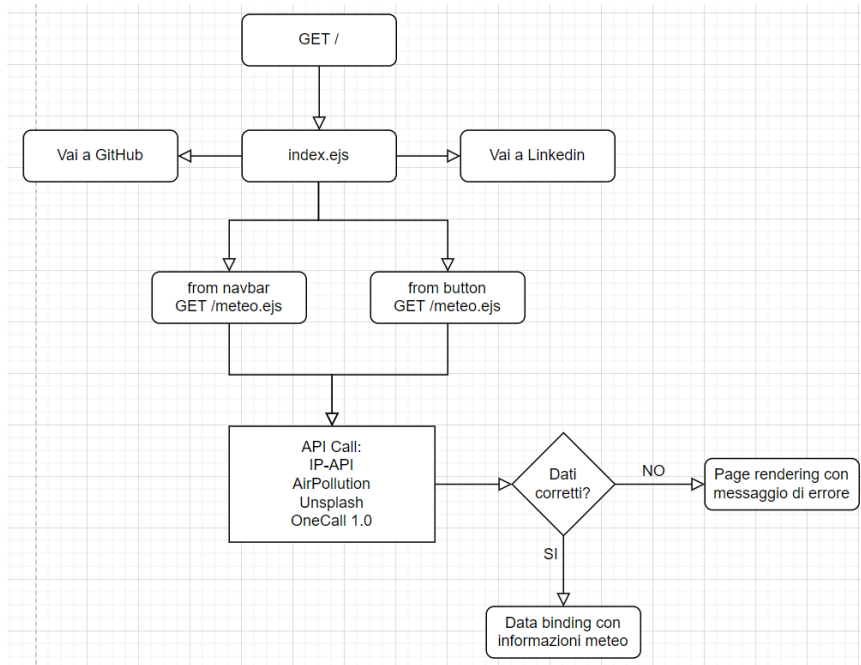 GET /
Vai a GitHub
index.ejs
Vai a Linkedin
from navbar
GET /meteo.ejs
from button
GET /meteo.ejs
API Call:
IP-API
AirPollution
Unsplash
OneCall 1.0
Dati
corretti?
NO
Page rendering con
messaggio di errore
SI
Data binding con
informazioni meteo